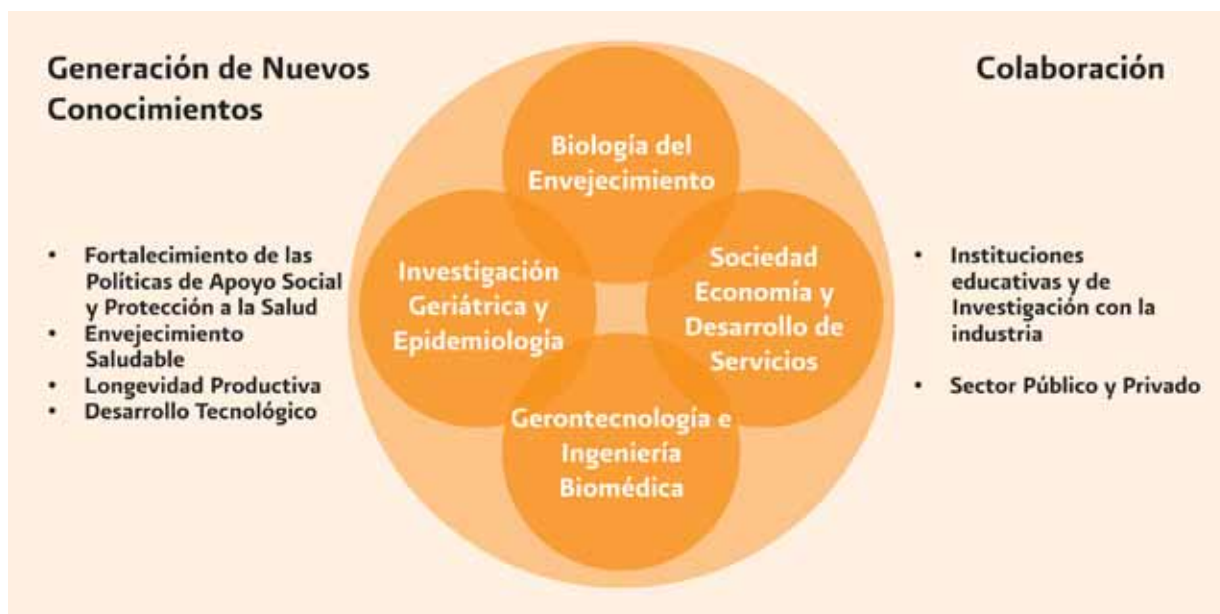 Generación de Nuevos
Conocimientos
• Fortalecimiento de las
Políticas de Apoyo Social
y Protección a la Salud
• Envejecimiento
Saludable
• Longevidad Productiva
• Desarrollo Tecnológico
Biología del
Envejecimiento
Investigación
Geriátrica y
Epidemiología
Sociedad
Economía y
Desarrollo de
Servicios
Gerontecnología e
Ingeniería
Biomédica
Colaboración
• Instituciones
educativas y de
Investigación con la
industria
• Sector Público y Privado